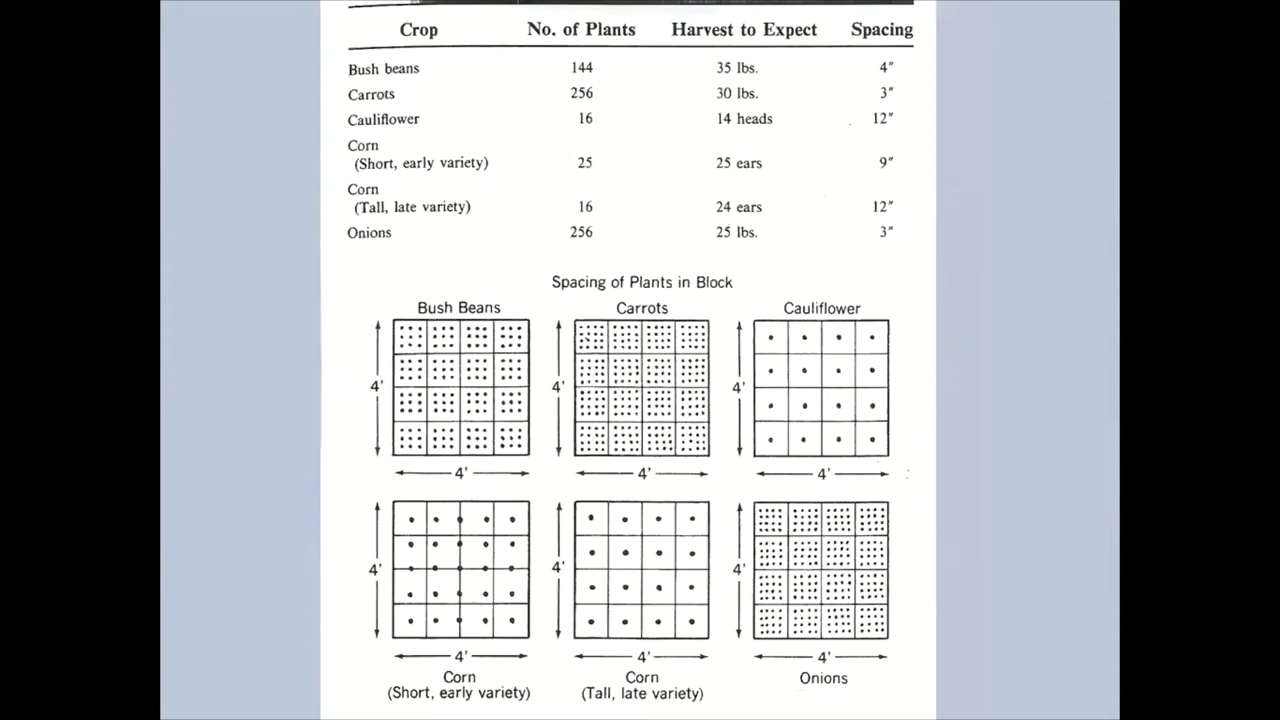 Crop No. of Plants Harvest to Expect Spacing
Bush beans 144 35 lbs. 4″
Carrots 256 30 lbs. 3″
Cauliflower 16 14 heads 12″
Corn
(Short, early variety) 25 25 ears 9″
Corn
(Tall, late variety) 16 24 ears 12″
Onions 256 25 lbs. 3″
Spacing of Plants in Block
Bush Beans Carrots Cauliflower
4' 4' 4'
4' 4' 4'
4' 4' 4'
4' 4' 4'
Corn Corn Onions
(Short, early variety) (Tall, late variety)